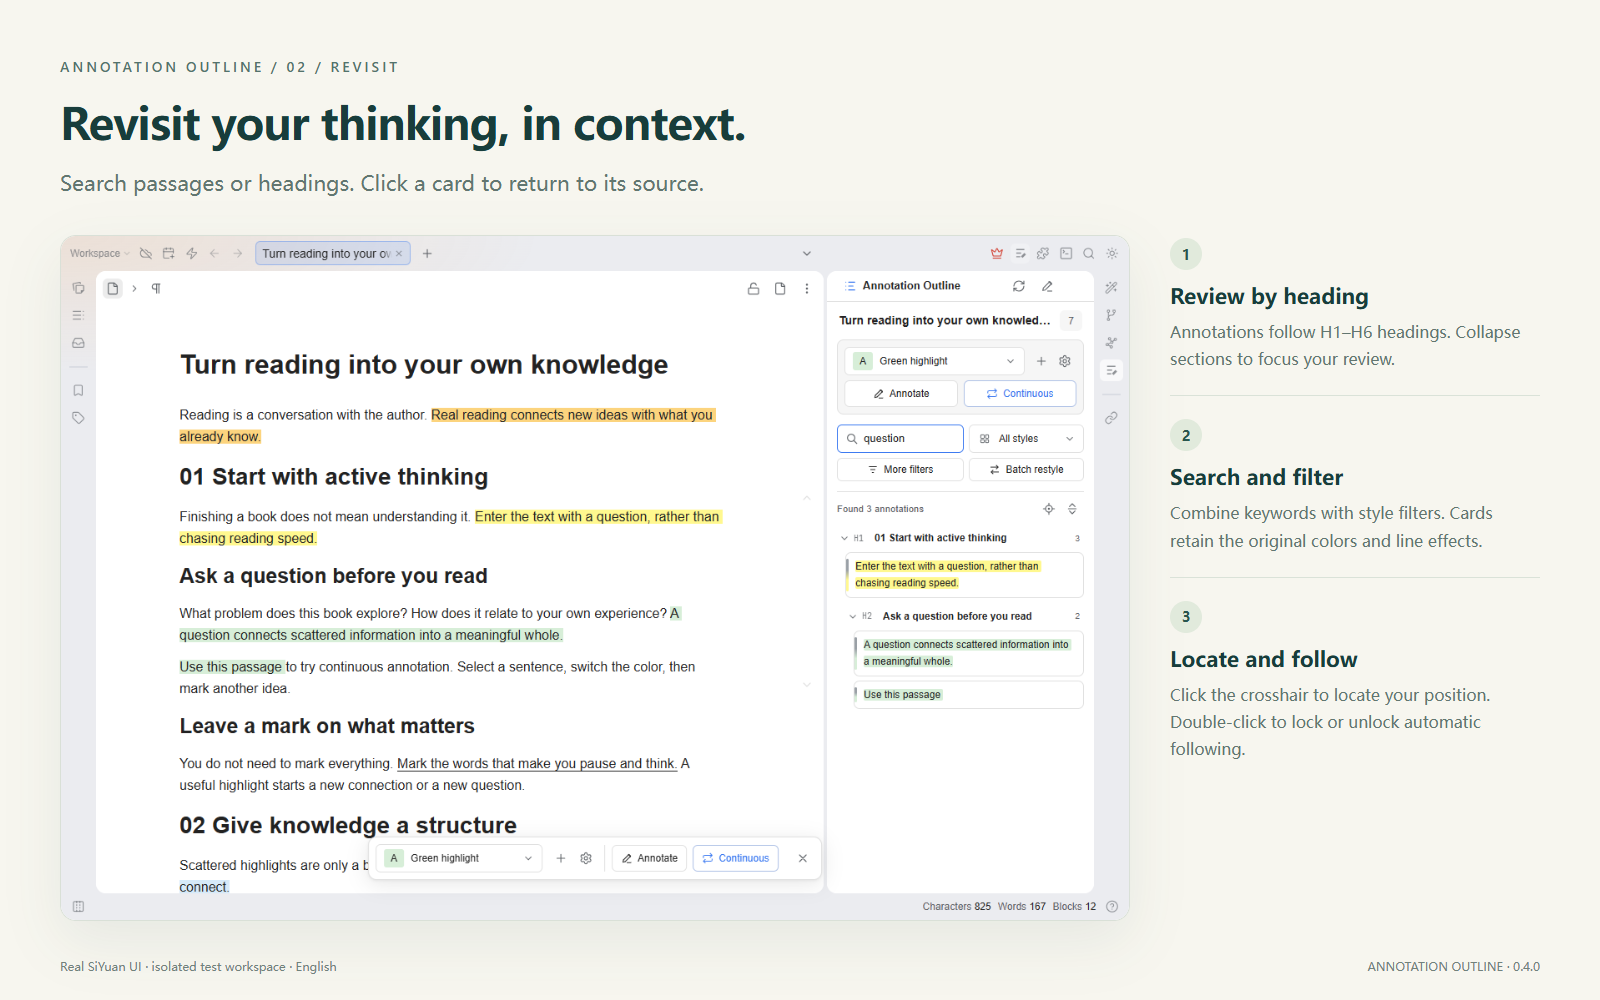 ANNOTATION OUTLINE / 02 / REVISIT
Revisit your thinking, in context.
Search passages or headings. Click a card to return to its source.
Workspace
Turn reading into your ow
Turn reading into your own knowledge
Reading is a conversation with the author. Real reading connects new ideas with what you
already know.
01 Start with active thinking
Finishing a book does not mean understanding it. Enter the text with a question, rather than
chasing reading speed.
Ask a question before you read
What problem does this book explore? How does it relate to your own experience? A
question connects scattered information into a meaningful whole.
Use this passage to try continuous annotation. Select a sentence, switch the color, then
mark another idea.
Leave a mark on what matters
You do not need to mark everything. Mark the words that make you pause and think. A
useful highlight starts a new connection or a new question.
02 Give knowledge a structure
Scattered highlights are only a b
connect.
A Green highlight
Annotate
Continuous
Annotation Outline
Turn reading into your own knowled... 7
A Green highlight
Annotate
Continuous
question
All styles
More filters
Batch restyle
Found 3 annotations
H1 01 Start with active thinking 3
Enter the text with a question, rather than
chasing reading speed.
H2 Ask a question before you read 2
A question connects scattered information into
a meaningful whole.
Use this passage
Characters 825 Words 167 Blocks 12
1
Review by heading
Annotations follow H1–H6 headings. Collapse
sections to focus your review.
2
Search and filter
Combine keywords with style filters. Cards
retain the original colors and line effects.
3
Locate and follow
Click the crosshair to locate your position.
Double-click to lock or unlock automatic
following.
Real SiYuan UI · isolated test workspace · English
ANNOTATION OUTLINE · 0.4.0